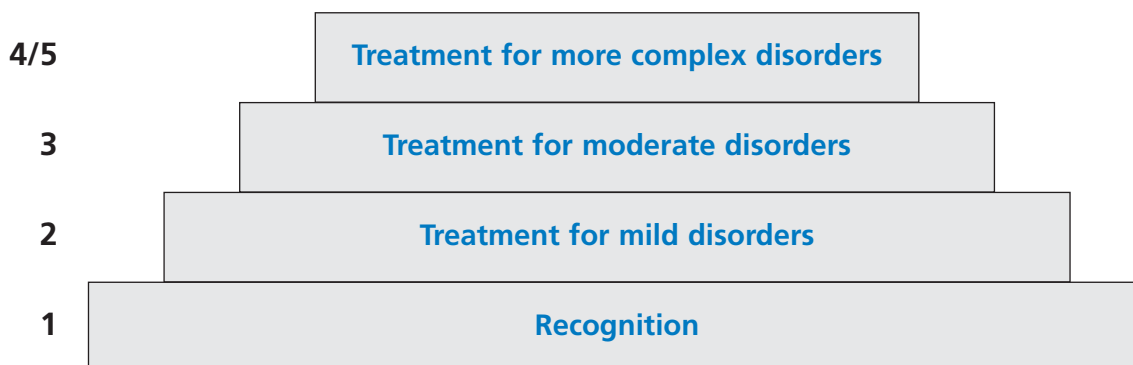 4/5 Treatment for more complex disorders
3 Treatment for moderate disorders
2 Treatment for mild disorders
1 Recognition